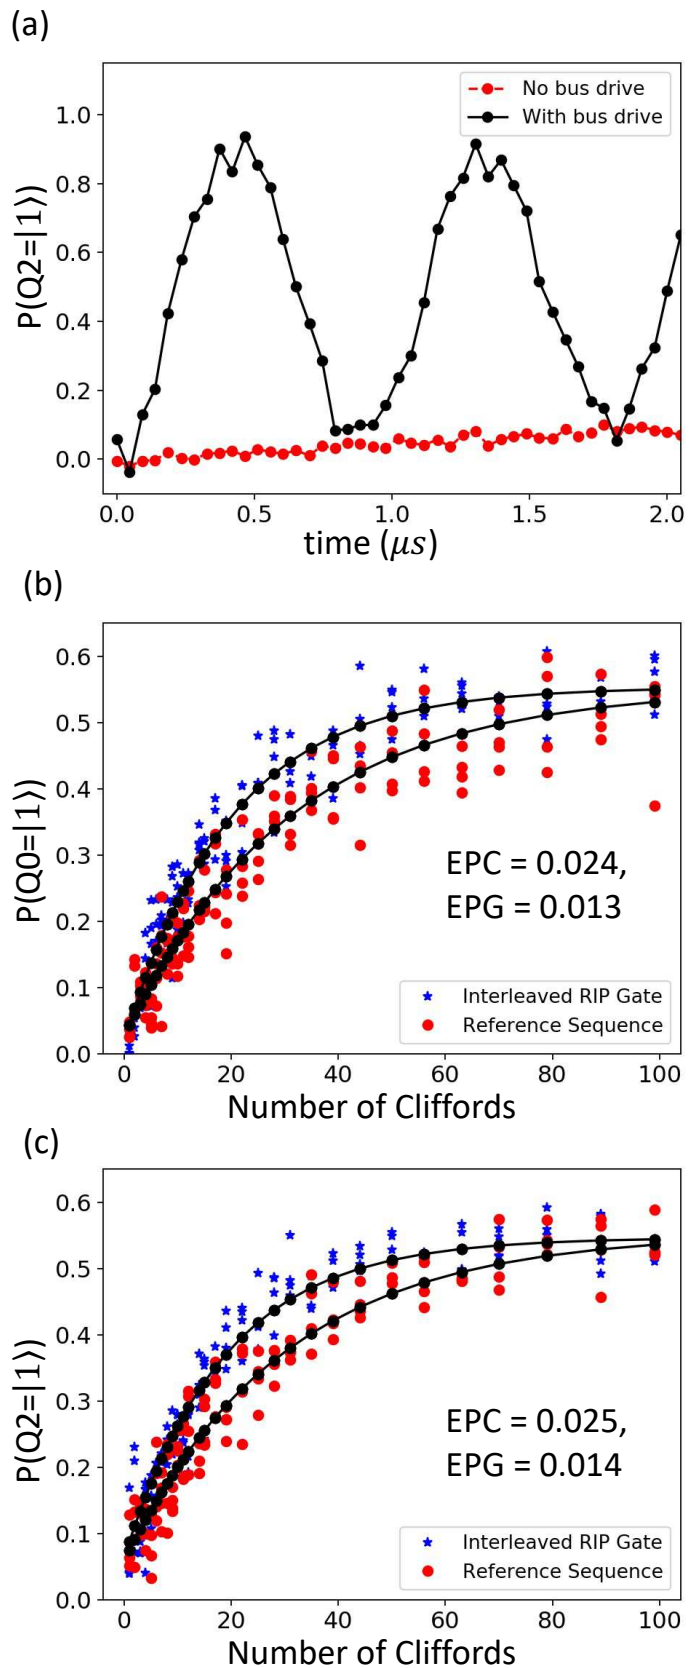 (a)
No bus drive
With bus drive
P(Q2=|1⟩)
1.0
0.8
0.6
0.4
0.2
0.0
0.0 0.5 1.0 1.5 2.0
time (μs)
(b)
P(Q0=|1⟩)
0.6
0.5
0.4
0.3
0.2
0.1
0.0
EPC = 0.024,
EPG = 0.013
Interleaved RIP Gate
Reference Sequence
0 20 40 60 80 100
Number of Cliffords
(c)
P(Q2=|1⟩)
0.6
0.5
0.4
0.3
0.2
0.1
0.0
EPC = 0.025,
EPG = 0.014
Interleaved RIP Gate
Reference Sequence
0 20 40 60 80 100
Number of Cliffords